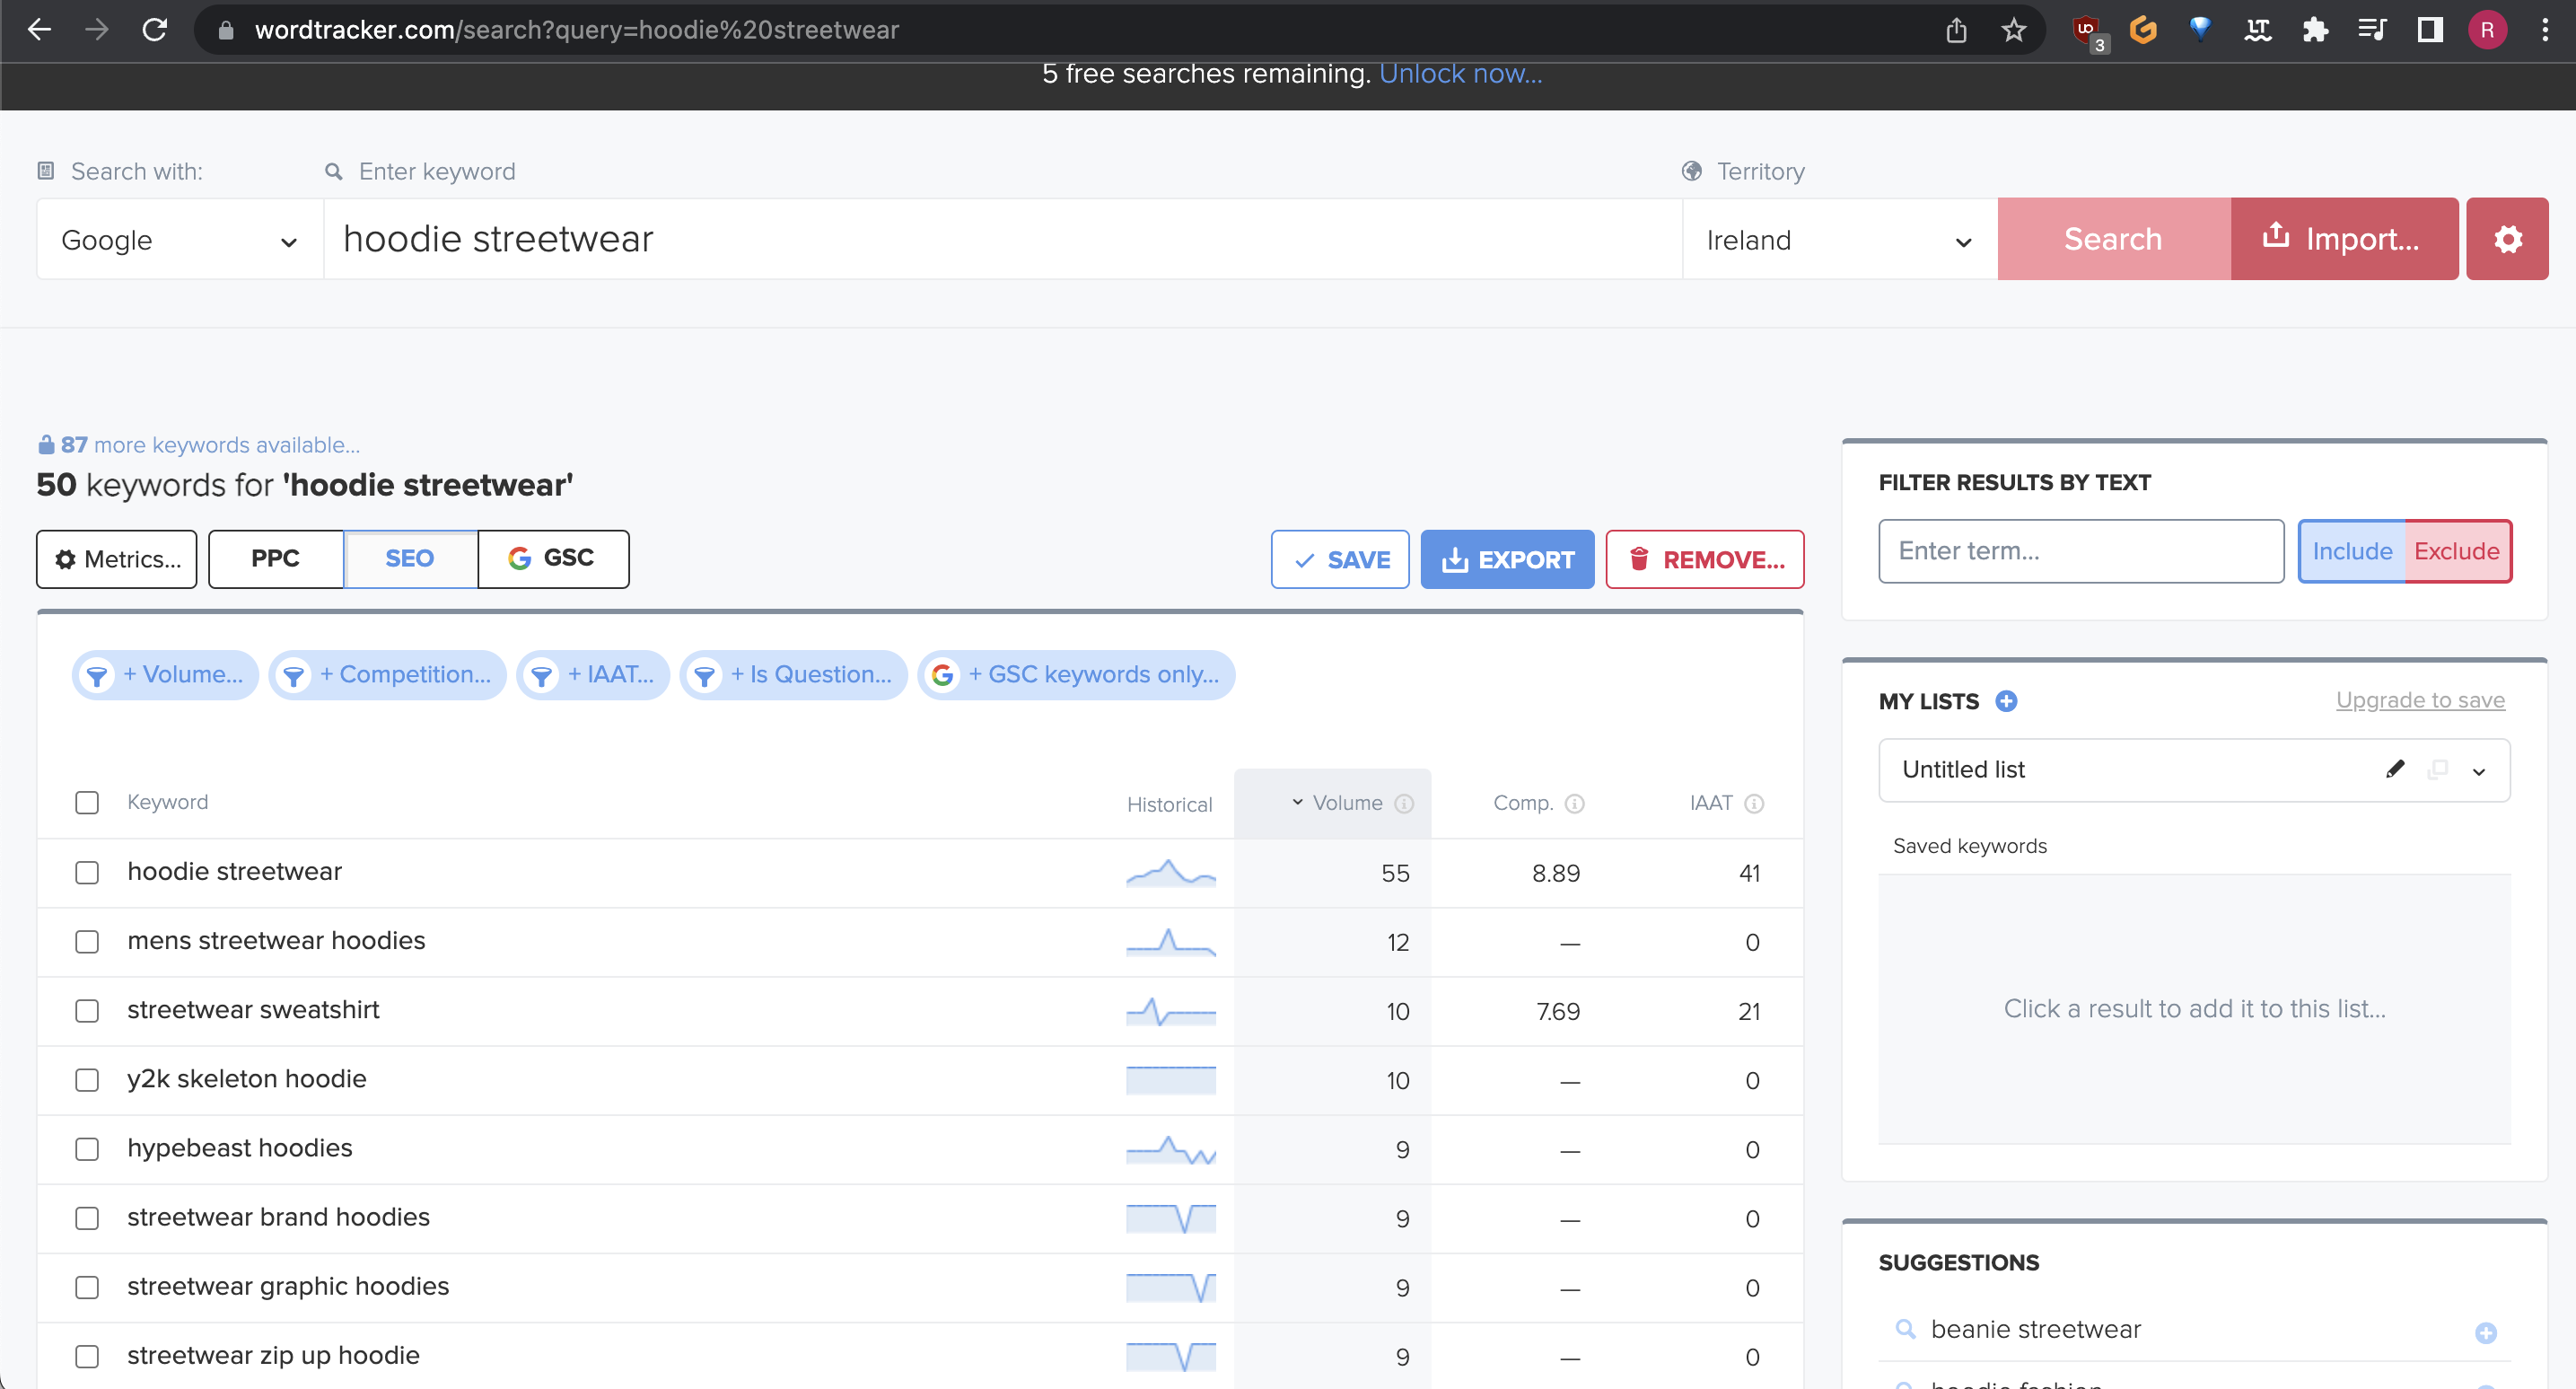 wordtracker.com/search?query=hoodie%20streetwear
3
R
5 free searches remaining. Unlock now...
Search with:
Enter keyword
Territory
Google
hoodie streetwear
Ireland
Search
Import...
87 more keywords available...
50 keywords for 'hoodie streetwear'
Metrics...
PPC
SEO
GSC
SAVE
EXPORT
REMOVE...
+ Volume...
+ Competition...
+ IAAT...
+ Is Question...
+ GSC keywords only...
Keyword Historical Volume Comp. IAAT
hoodie streetwear 55 8.89 41
mens streetwear hoodies 12 — 0
streetwear sweatshirt 10 7.69 21
y2k skeleton hoodie 10 — 0
hypebeast hoodies 9 — 0
streetwear brand hoodies 9 — 0
streetwear graphic hoodies 9 — 0
streetwear zip up hoodie 9 — 0
FILTER RESULTS BY TEXT
Enter term...
Include
Exclude
MY LISTS
Upgrade to save
Untitled list
Saved keywords
Click a result to add it to this list...
SUGGESTIONS
beanie streetwear
hoodie fashion